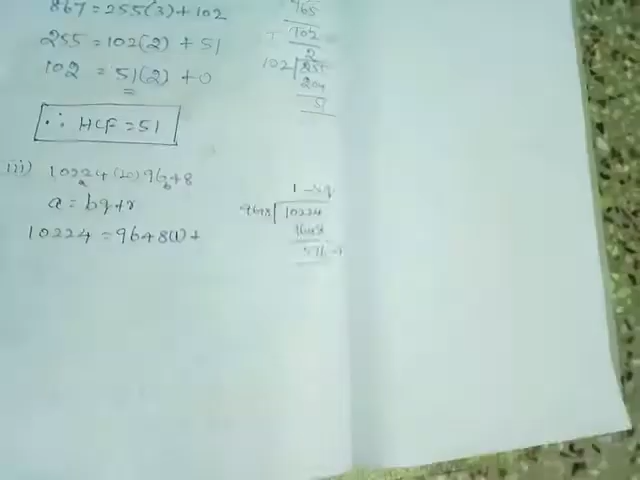 867 = 255(3) + 102
255 = 102(2) + 51
102 = 51(2) + 0
∴ HCF = 51
iii) 10224 9648
a = bq + r
10224 = 9648(1) +
102
2
102 255
204
51
1
9648 10224
9648
576